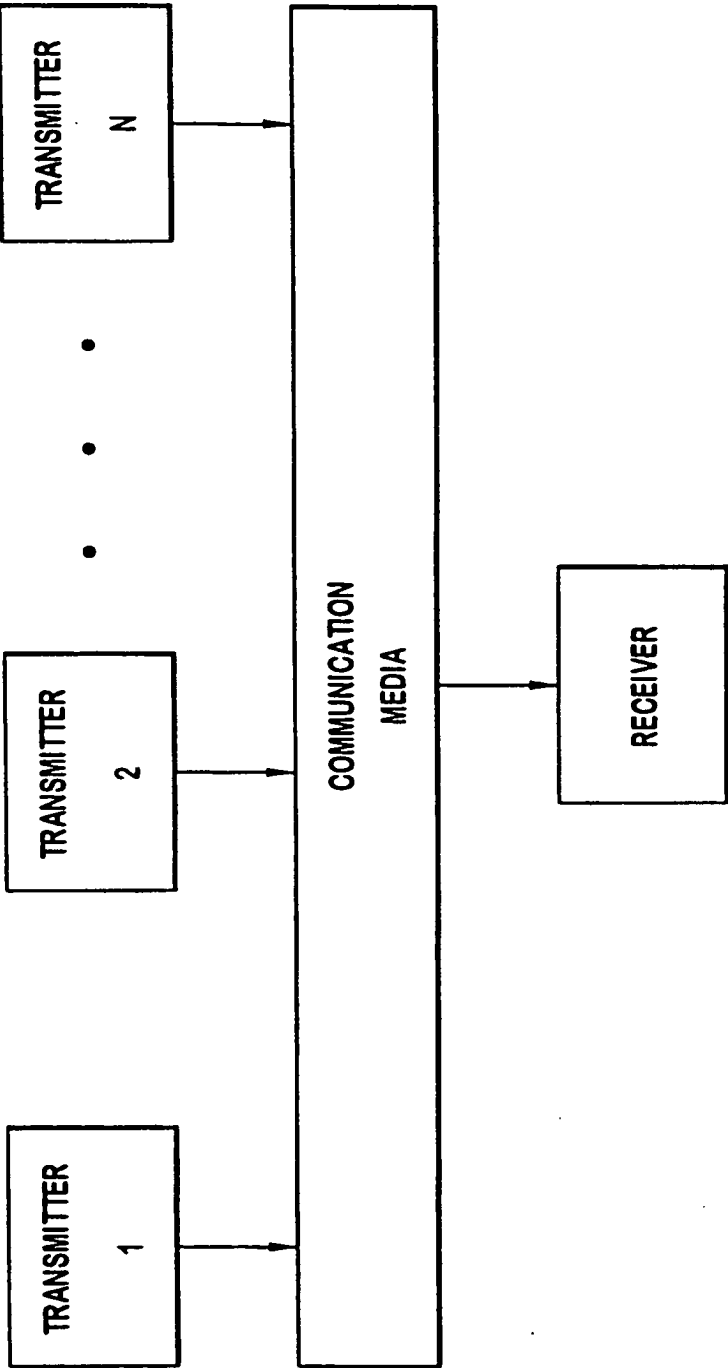 TRANSMITTER
1
TRANSMITTER
2
TRANSMITTER
N
COMMUNICATION
MEDIA
RECEIVER